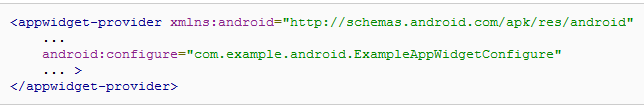 <appwidget-provider xmlns:android="http://schemas.android.com/apk/res/android"
    ...
    android:configure="com.example.android.ExampleAppWidgetConfigure"
    ... >
</appwidget-provider>